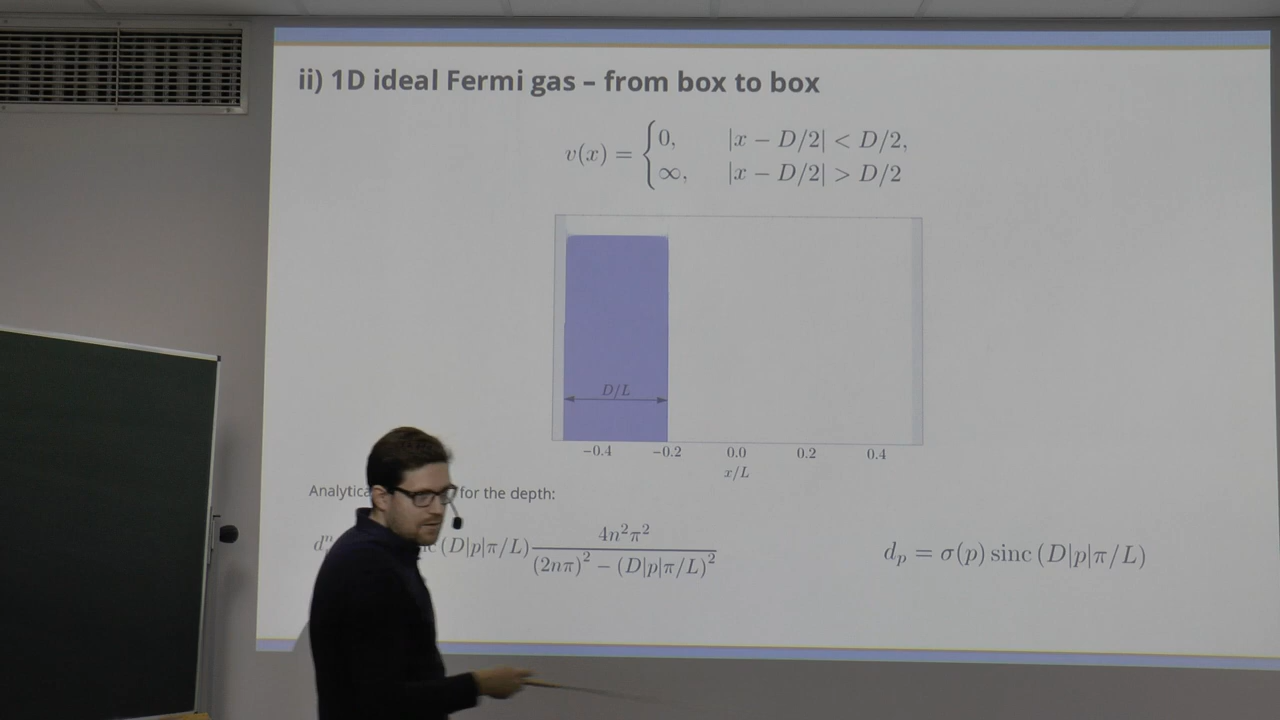 ii) 1D ideal Fermi gas – from box to box
v(x) = { 0, |x − D/2| < D/2,
∞, |x − D/2| > D/2
D/L
−0.4 −0.2 0.0 0.2 0.4
x/L
for the depth:
(D|p|π/L) 4n²π² / (2nπ)² − (D|p|π/L)²
d_p = σ(p) sinc (D|p|π/L)